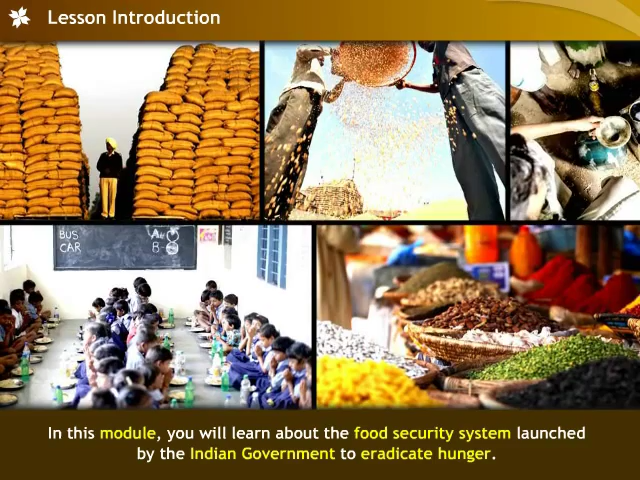 Lesson Introduction
BUS
CAR
A-
B-
In this module, you will learn about the food security system launched
by the Indian Government to eradicate hunger.